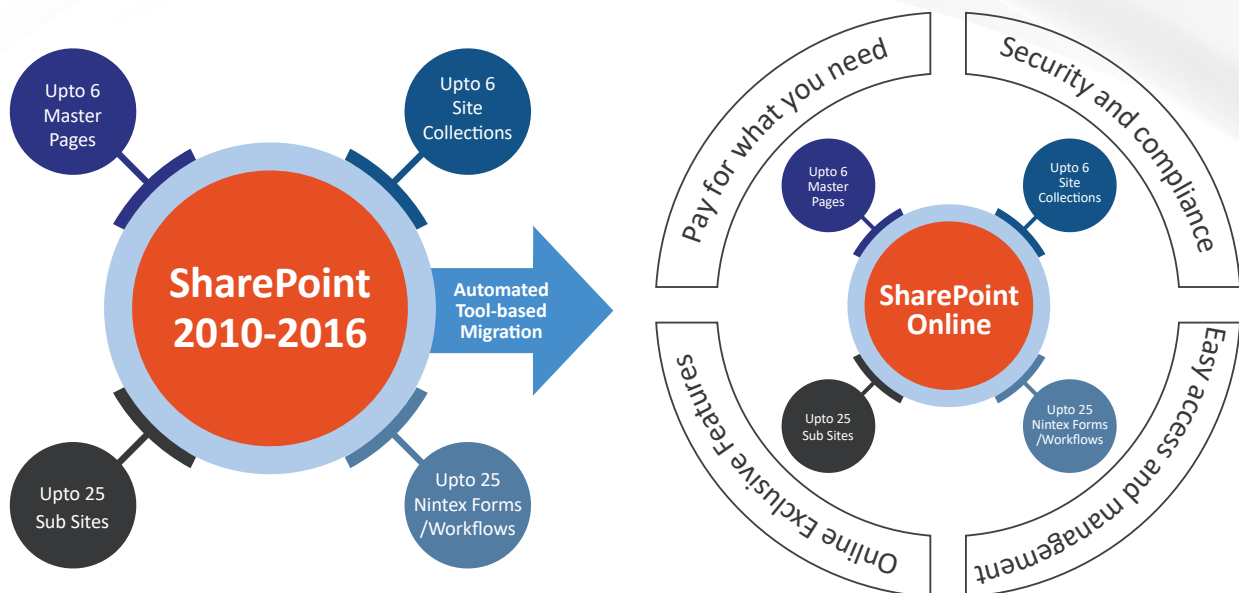 Upto 6
Master
Pages
Upto 6
Site
Collections
SharePoint
2010-2016
Automated
Tool-based
Migration
Upto 25
Sub Sites
Upto 25
Nintex Forms
/Workflows
Pay for what you need
Security and compliance
Upto 6
Master
Pages
Upto 6
Site
Collections
SharePoint
Online
Upto 25
Sub Sites
Upto 25
Nintex Forms
/Workflows
Online Exclusive Features
Easy access and management